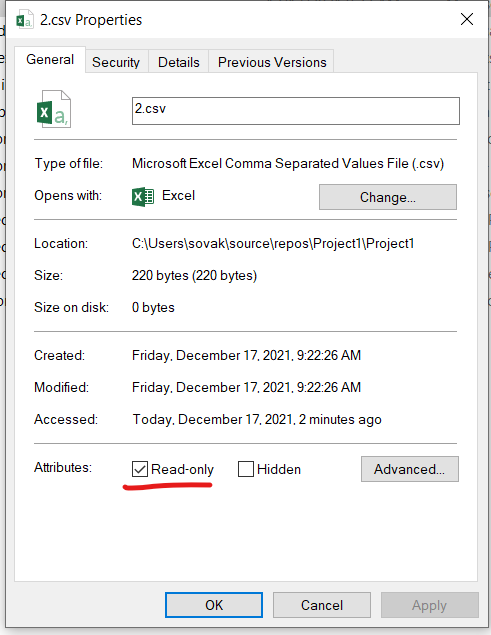 2.csv Properties
General Security Details Previous Versions
2.csv
Type of file: Microsoft Excel Comma Separated Values File (.csv)
Opens with: Excel Change...
Location: C:\Users\sovak\source\repos\Project1\Project1
Size: 220 bytes (220 bytes)
Size on disk: 0 bytes
Created: Friday, December 17, 2021, 9:22:26 AM
Modified: Friday, December 17, 2021, 9:22:26 AM
Accessed: Today, December 17, 2021, 2 minutes ago
Attributes: Read-only Hidden Advanced...
OK Cancel Apply